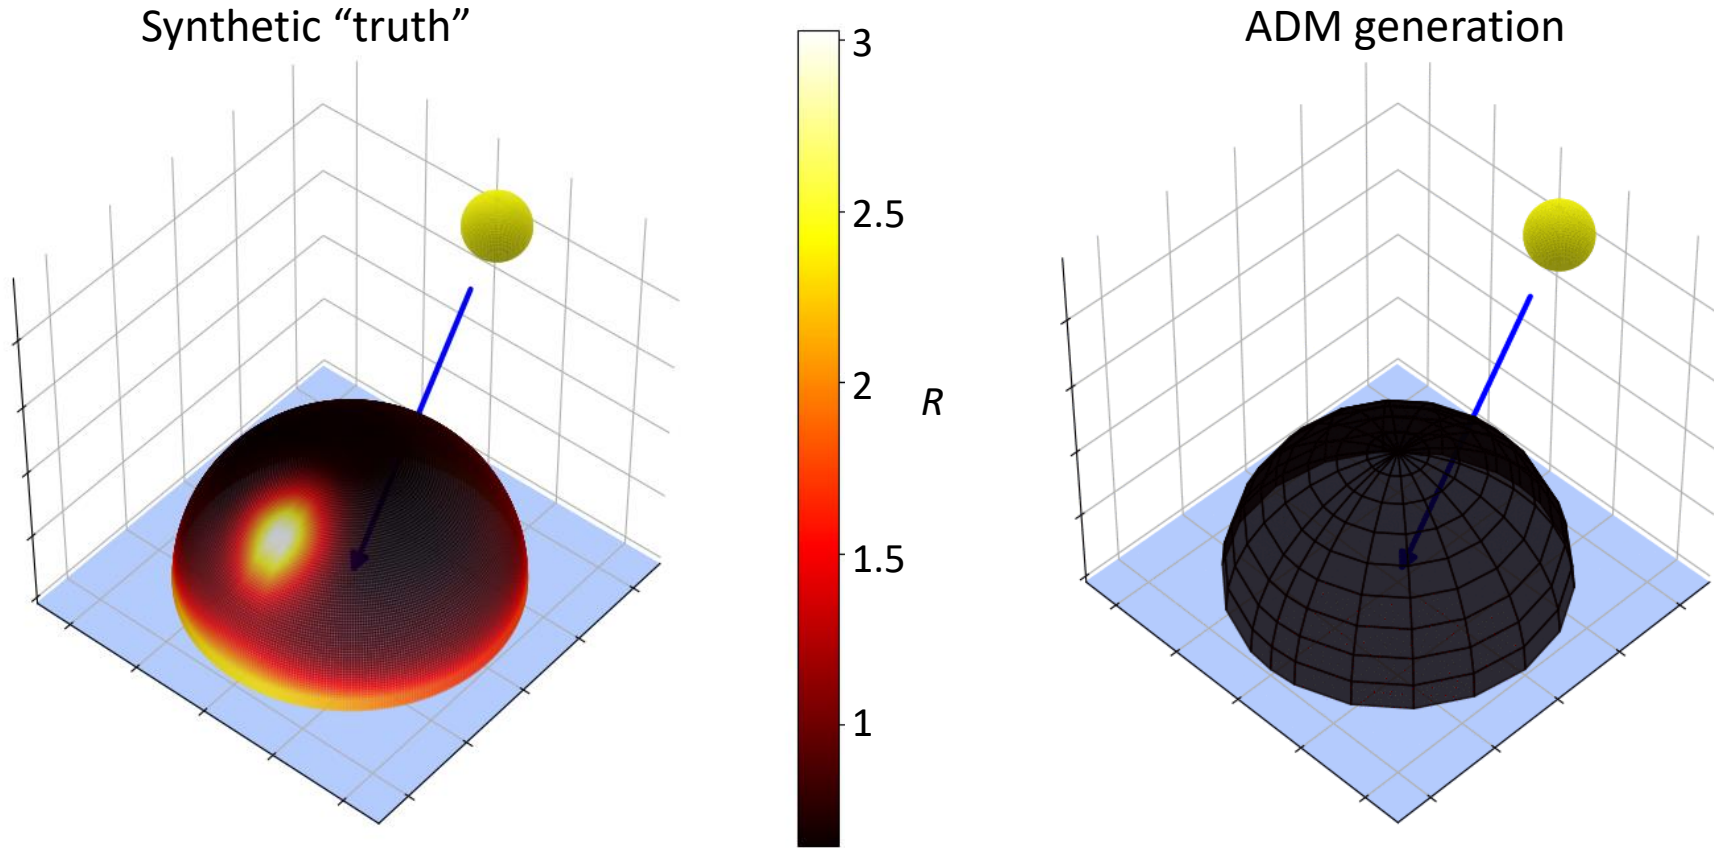 Synthetic “truth”
ADM generation
3
2.5
2
R
1.5
1